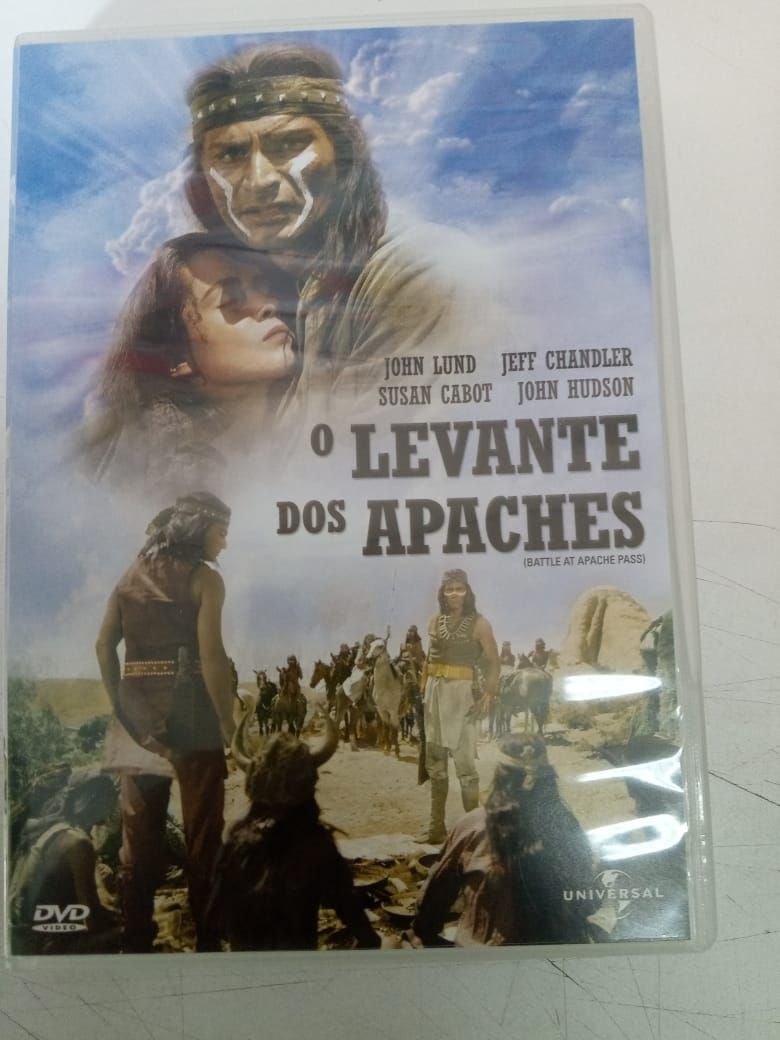 JOHN LUND JEFF CHANDLER
SUSAN CABOT JOHN HUDSON
O LEVANTE
DOS APACHES
(BATTLE AT APACHE PASS)
DVD
VIDEO
UNIVERSAL